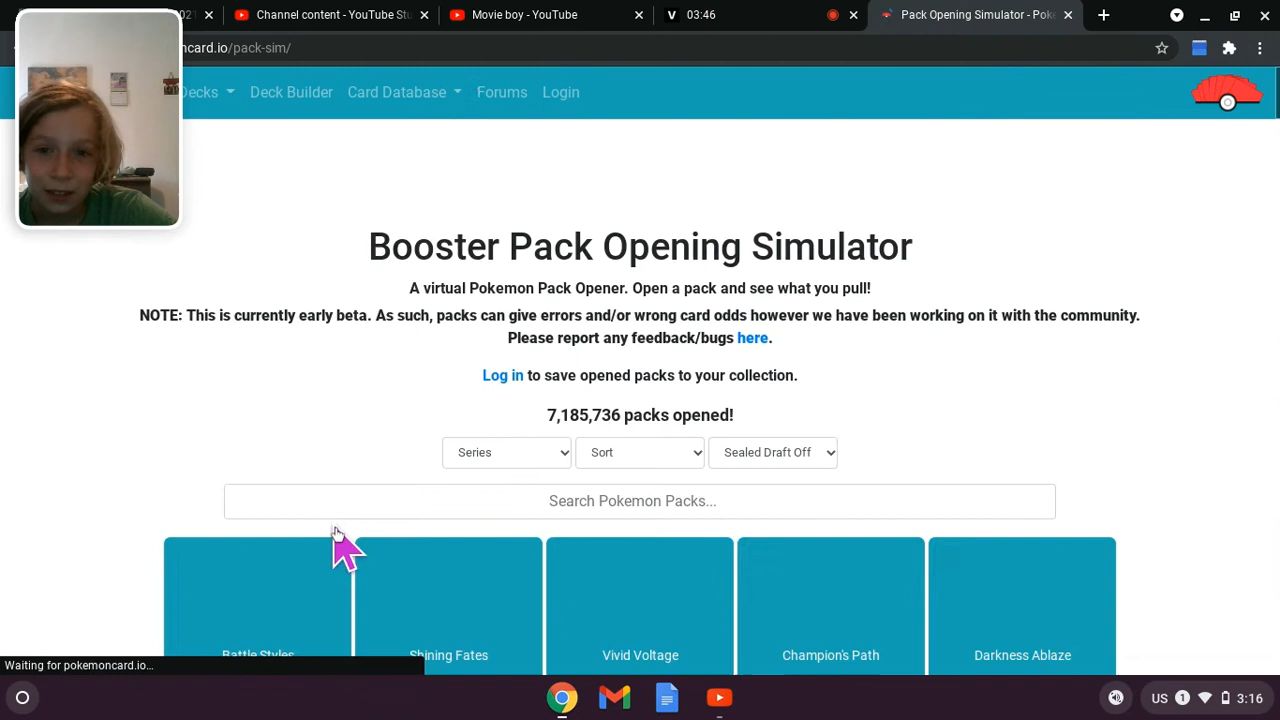 2021
Channel content - YouTube Stu
Movie boy - YouTube
V 03:46
Pack Opening Simulator - Poke
ncard.io/pack-sim/
Decks
Deck Builder
Card Database
Forums
Login
Booster Pack Opening Simulator
A virtual Pokemon Pack Opener. Open a pack and see what you pull!
NOTE: This is currently early beta. As such, packs can give errors and/or wrong card odds however we have been working on it with the community.
Please report any feedback/bugs here.
Log in to save opened packs to your collection.
7,185,736 packs opened!
Series
Sort
Sealed Draft Off
Search Pokemon Packs...
Battle Styles
Shining Fates
Vivid Voltage
Champion's Path
Darkness Ablaze
Waiting for pokemoncard.io...
US
1
3:16